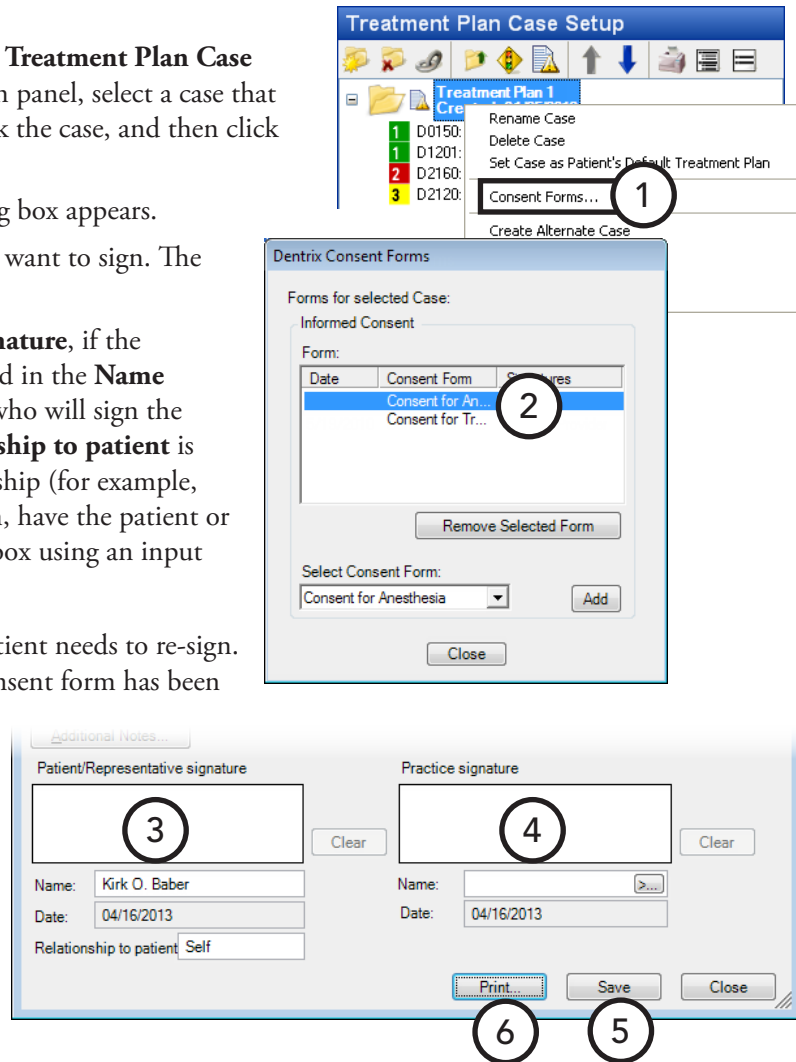 Treatment Plan Case
n panel, select a case that
k the case, and then click
g box appears.
want to sign. The
nature, if the
d in the Name
who will sign the
ship to patient is
ship (for example,
n, have the patient or
box using an input
tient needs to re-sign.
nsent form has been
Treatment Plan Case Setup
Treatment Plan 1
1 D0150:
1 D1201:
2 D2160:
3 D2120:
Rename Case
Delete Case
Set Case as Patient's Default Treatment Plan
Consent Forms...
1
Create Alternate Case
Dentrix Consent Forms
Forms for selected Case:
Informed Consent
Form:
Date Consent Form
Consent for An...
2
Consent for Tr...
Remove Selected Form
Select Consent Form:
Consent for Anesthesia
Add
Close
Additional Notes...
Patient/Representative signature
Practice signature
3
Clear
4
Clear
Name: Kirk O. Baber
Name: >...
Date: 04/16/2013
Date: 04/16/2013
Relationship to patient Self
Print... Save Close
6 5